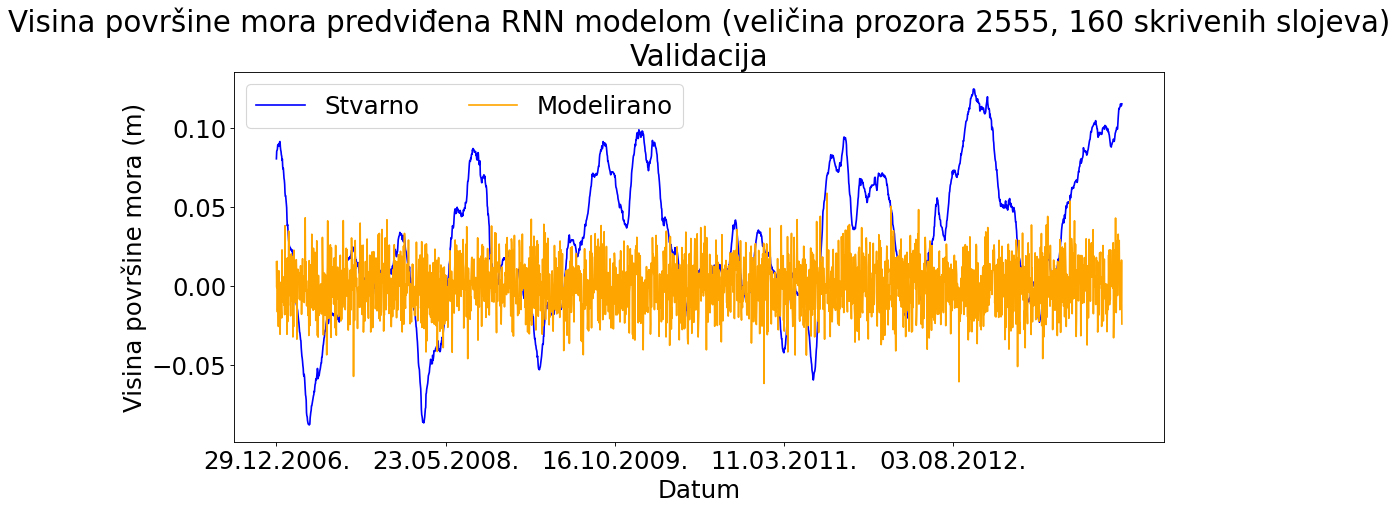 Visina površine mora predviđena RNN modelom (veličina prozora 2555, 160 skrivenih slojeva)
Validacija
Stvarno
Modelirano
Visina površine mora (m)
0.10
0.05
0.00
−0.05
29.12.2006.
23.05.2008.
16.10.2009.
11.03.2011.
03.08.2012.
Datum